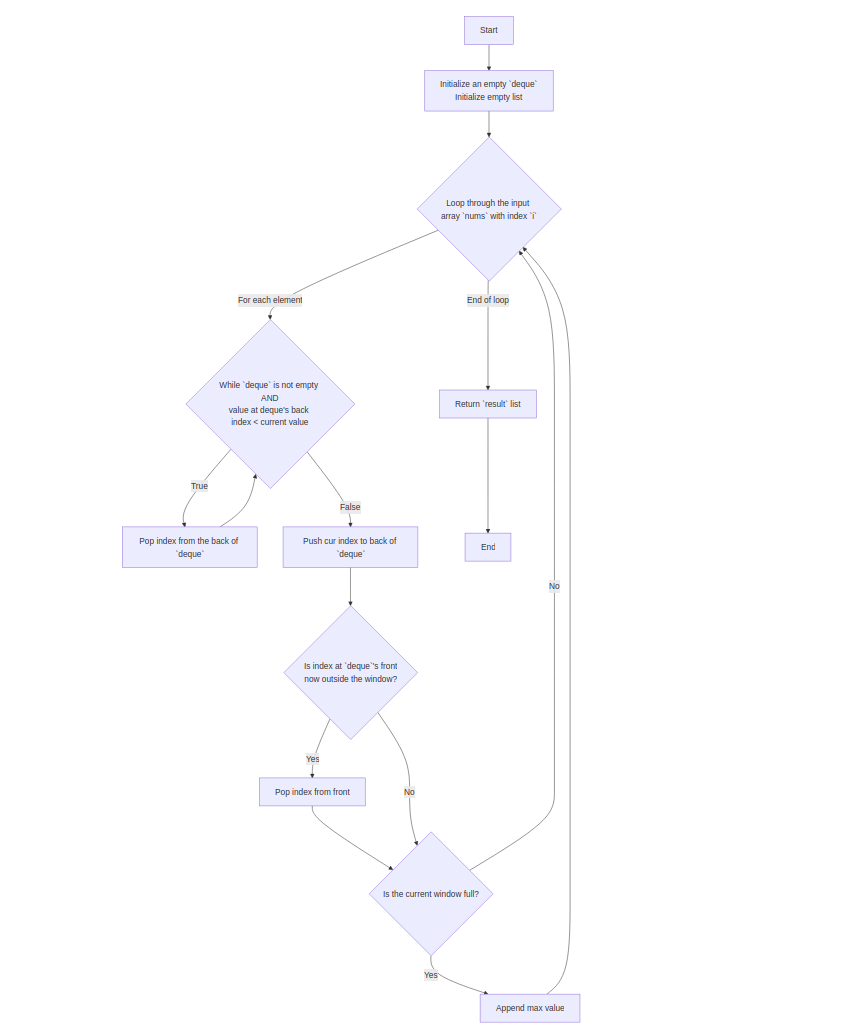 Start
Initialize an empty `deque`
Initialize empty list
Loop through the input
array `nums` with index `i`
For each element
End of loop
While `deque` is not empty
AND
value at deque's back
index < current value
Return `result` list
True
False
Pop index from the back of
`deque`
Push cur index to back of
`deque`
End
No
Is index at `deque`'s front
now outside the window?
Yes
Pop index from front
No
Is the current window full?
Yes
Append max value